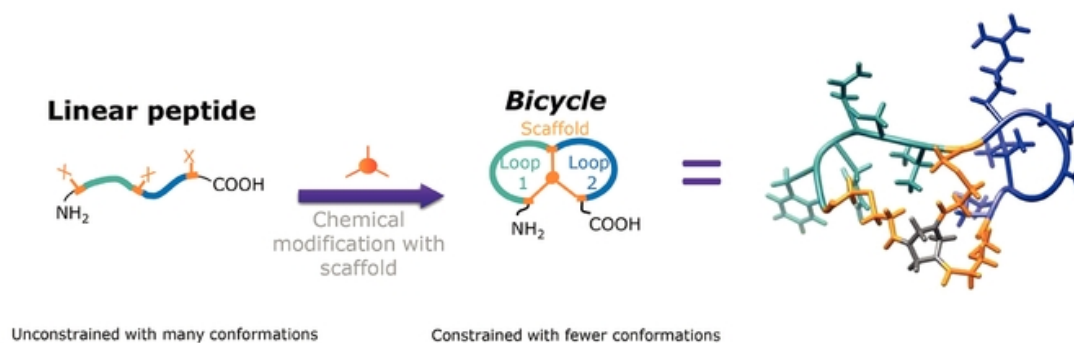 Linear peptide
X X X
COOH
NH2
Chemical
modification with
scaffold
Bicycle
Scaffold
Loop
1
Loop
2
NH2
COOH
=
Unconstrained with many conformations
Constrained with fewer conformations